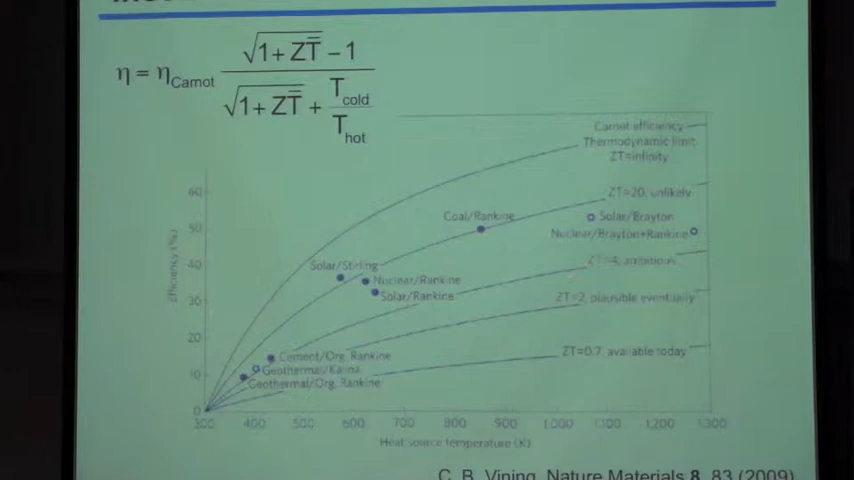 η = η_Carnot (√(1 + ZT̄) − 1) / (√(1 + ZT̄) + T_cold / T_hot)
Carnot efficiency
Thermodynamic limit
ZT=infinity
ZT=20, unlikely
Coal/Rankine
Solar/Brayton
Nuclear/Brayton+Rankine
ZT=4, ambitious
Solar/Stirling
Nuclear/Rankine
Solar/Rankine
ZT=2, plausible eventually
ZT=0.7, available today
Cement/Org. Rankine
Geothermal/Kalina
Geothermal/Org. Rankine
Efficiency (%)
60
50
40
30
20
10
0
300 400 500 600 700 800 900 1,000 1,100 1,200 1,300
Heat source temperature (K)
C. B. Vining, Nature Materials 8, 83 (2009)